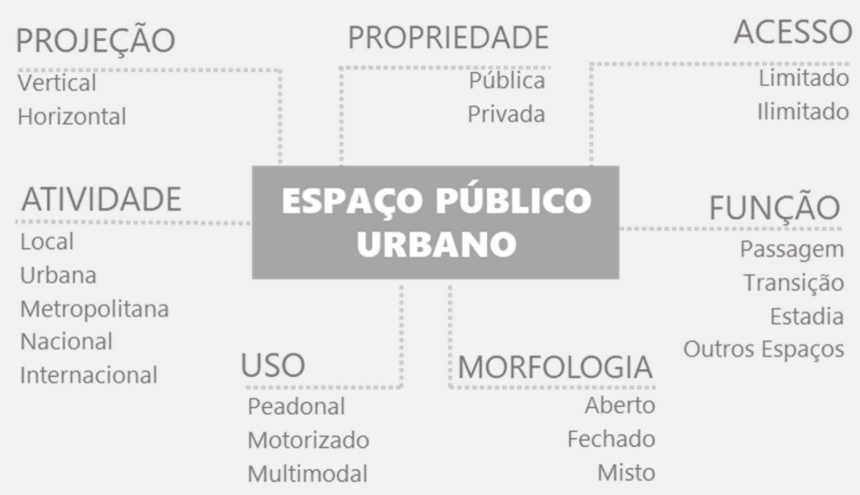 PROJEÇÃO
Vertical
Horizontal
PROPRIEDADE
Pública
Privada
ACESSO
Limitado
Ilimitado
ATIVIDADE
Local
Urbana
Metropolitana
Nacional
Internacional
ESPAÇO PÚBLICO
URBANO
FUNÇÃO
Passagem
Transição
Estadia
Outros Espaços
USO
Peadonal
Motorizado
Multimodal
MORFOLOGIA
Aberto
Fechado
Misto